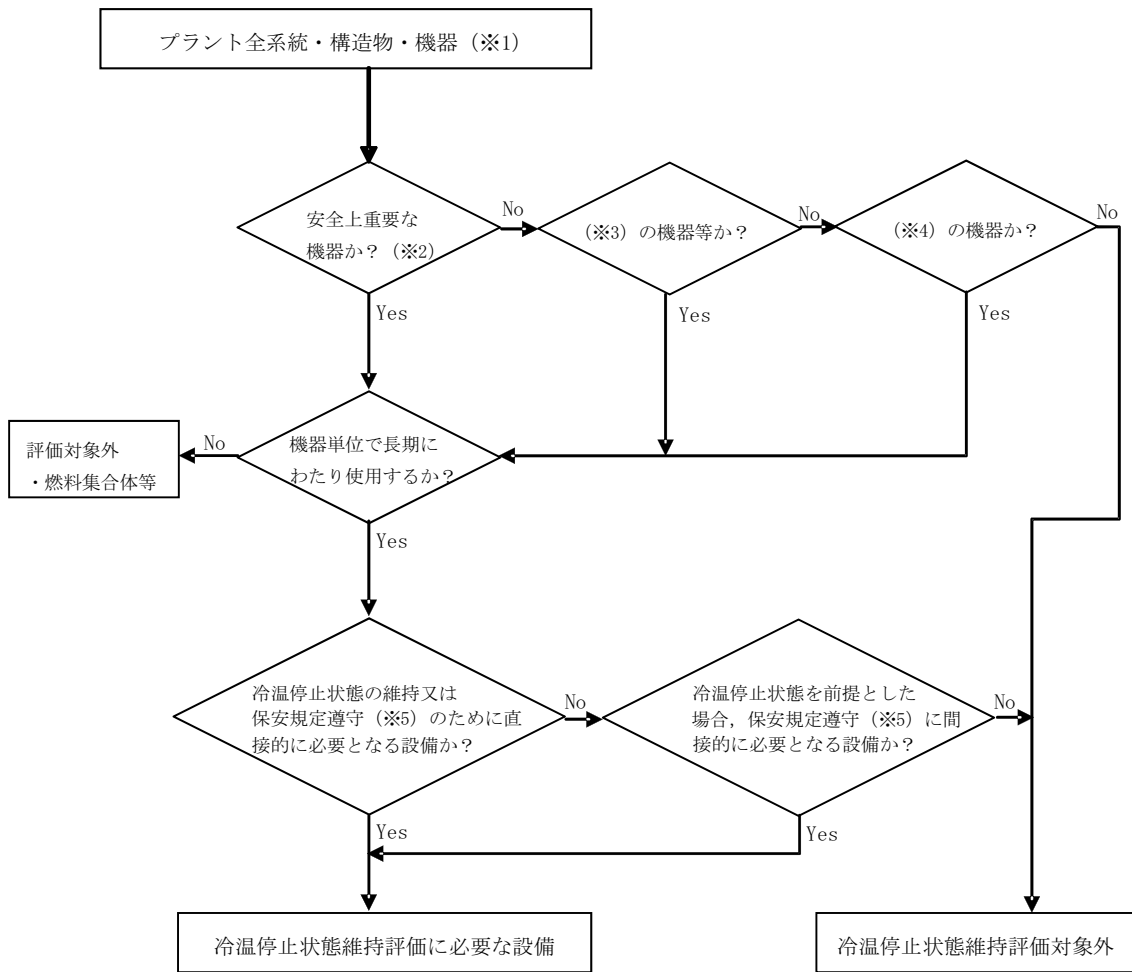 プラント全系統・構造物・機器（※1）
安全上重要な
機器か？（※2）
No
（※3）の機器等か？
No
（※4）の機器か？
No
Yes
Yes
Yes
評価対象外
・燃料集合体等
No
機器単位で長期に
わたり使用するか？
Yes
冷温停止状態の維持又は
保安規定遵守（※5）のために直
接的に必要となる設備か？
No
冷温停止状態を前提とした
場合，保安規定遵守（※5）に間
接的に必要となる設備か？
No
Yes
Yes
冷温停止状態維持評価に必要な設備
冷温停止状態維持評価対象外